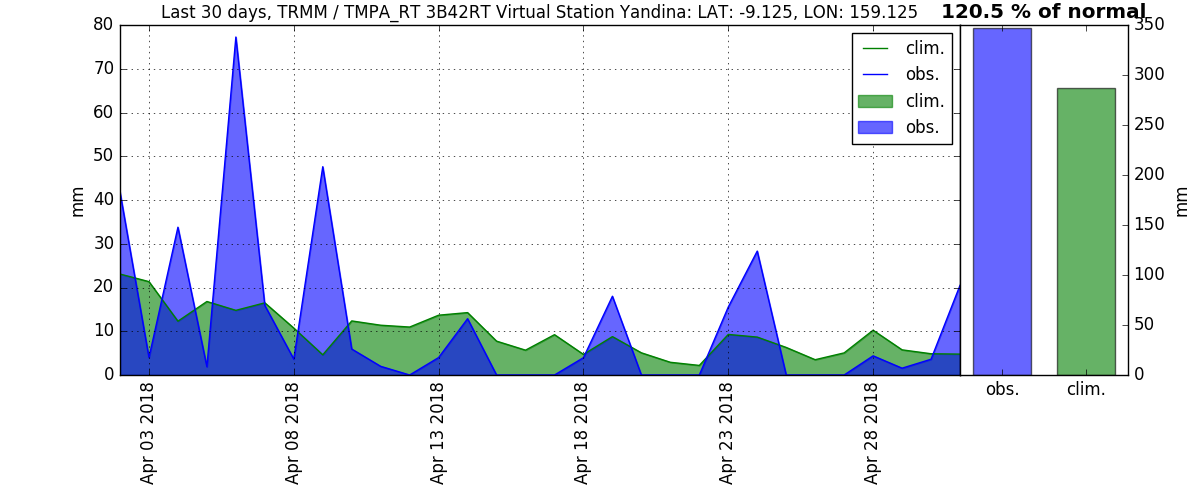 Last 30 days, TRMM / TMPA_RT 3B42RT Virtual Station Yandina: LAT: -9.125, LON: 159.125
120.5 % of normal
80
70
60
50
40
30
20
10
0
mm
clim.
obs.
clim.
obs.
350
300
250
200
150
100
50
0
mm
Apr 03 2018
Apr 08 2018
Apr 13 2018
Apr 18 2018
Apr 23 2018
Apr 28 2018
obs.
clim.